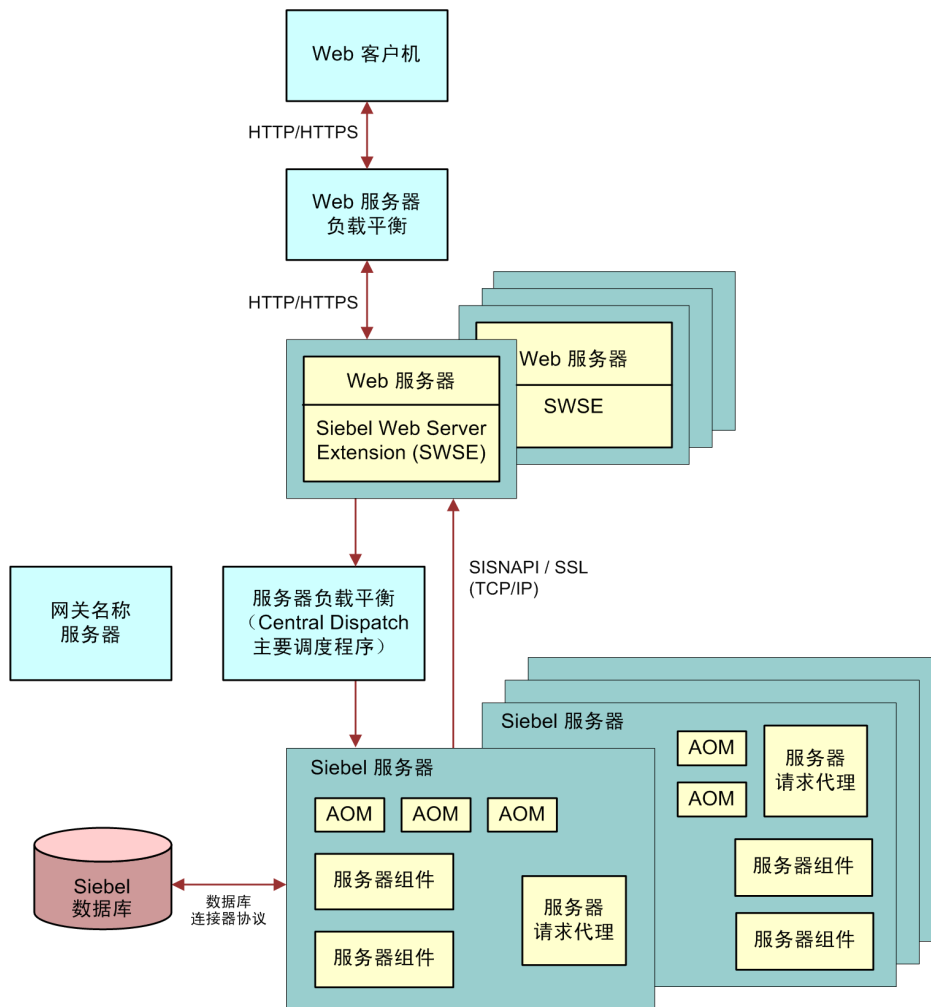 Web 客户机
HTTP/HTTPS
Web 服务器
负载平衡
HTTP/HTTPS
Web 服务器
Siebel Web Server
Extension (SWSE)
Web 服务器
SWSE
网关名称
服务器
服务器负载平衡
（Central Dispatch
主要调度程序）
SISNAPI / SSL
(TCP/IP)
Siebel 服务器
AOM
AOM
AOM
服务器组件
服务器组件
服务器
请求代理
Siebel 服务器
AOM
AOM
服务器
请求代理
服务器组件
服务器组件
Siebel
数据库
数据库
连接器协议